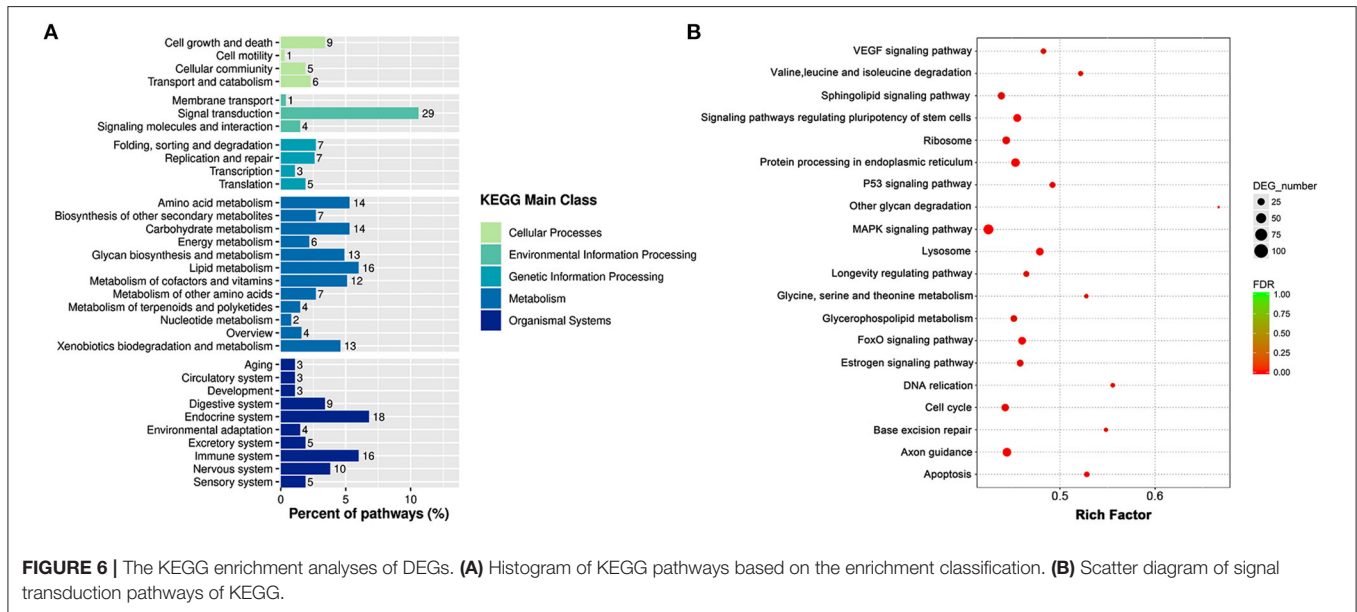 A
Cell growth and death 9
Cell motility 1
Cellular commiunity 5
Transport and catabolism 6
Membrane transport 1
Signal transduction 29
Signaling molecules and interaction 4
Folding, sorting and degradation 7
Replication and repair 7
Transcription 3
Translation 5
Amino acid metabolism 14
Biosynthesis of other secondary metabolites 7
Carbohydrate metabolism 14
Energy metabolism 6
Glycan biosynthesis and metabolism 13
Lipid metabolism 16
Metabolism of cofactors and vitamins 12
Metabolism of other amino acids 7
Metabolism of terpenoids and polyketides 4
Nucleotide metabolism 2
Overview 4
Xenobiotics biodegradation and metabolism 13
Aging 3
Circulatory system 3
Development 3
Digestive system 9
Endocrine system 18
Environmental adaptation 4
Excretory system 5
Immune system 16
Nervous system 10
Sensory system 5
0 5 10
Percent of pathways (%)
KEGG Main Class
Cellular Processes
Environmental Information Processing
Genetic Information Processing
Metabolism
Organismal Systems
B
VEGF signaling pathway
Valine,leucine and isoleucine degradation
Sphingolipid signaling pathway
Signaling pathways regulating pluripotency of stem cells
Ribosome
Protein processing in endoplasmic reticulum
P53 signaling pathway
Other glycan degradation
MAPK signaling pathway
Lysosome
Longevity regulating pathway
Glycine, serine and theonine metabolism
Glycerophospolipid metabolism
FoxO signaling pathway
Estrogen signaling pathway
DNA relication
Cell cycle
Base excision repair
Axon guidance
Apoptosis
0.5 0.6
Rich Factor
DEG_number
25
50
75
100
FDR
1.00
0.75
0.50
0.25
0.00
FIGURE 6 | The KEGG enrichment analyses of DEGs. (A) Histogram of KEGG pathways based on the enrichment classification. (B) Scatter diagram of signal
transduction pathways of KEGG.